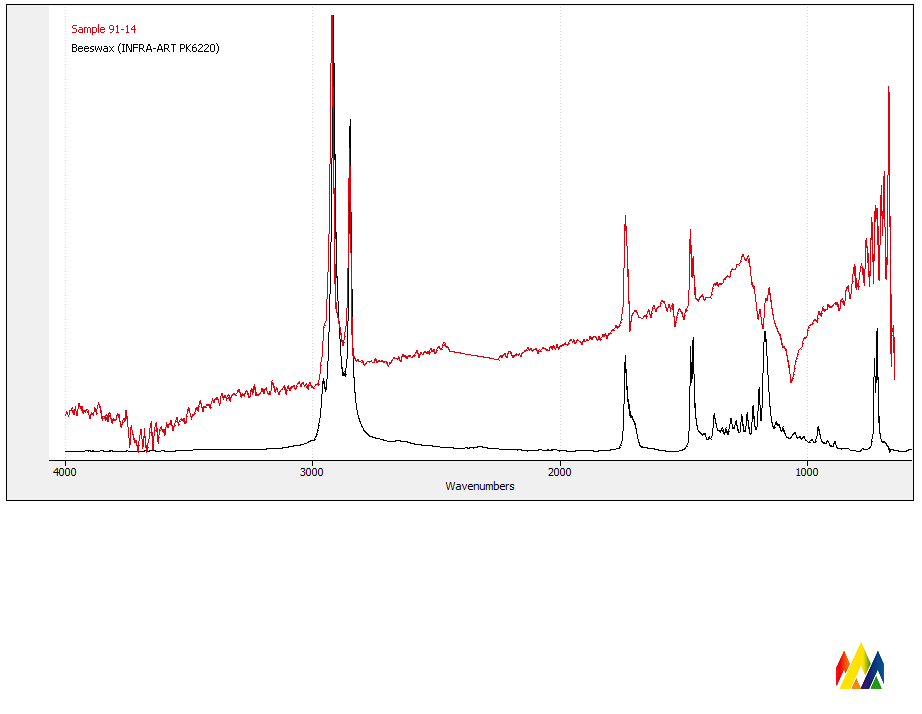 Sample 91-14
Beeswax (INFRA-ART PK6220)
4000 3000 2000 1000
Wavenumbers